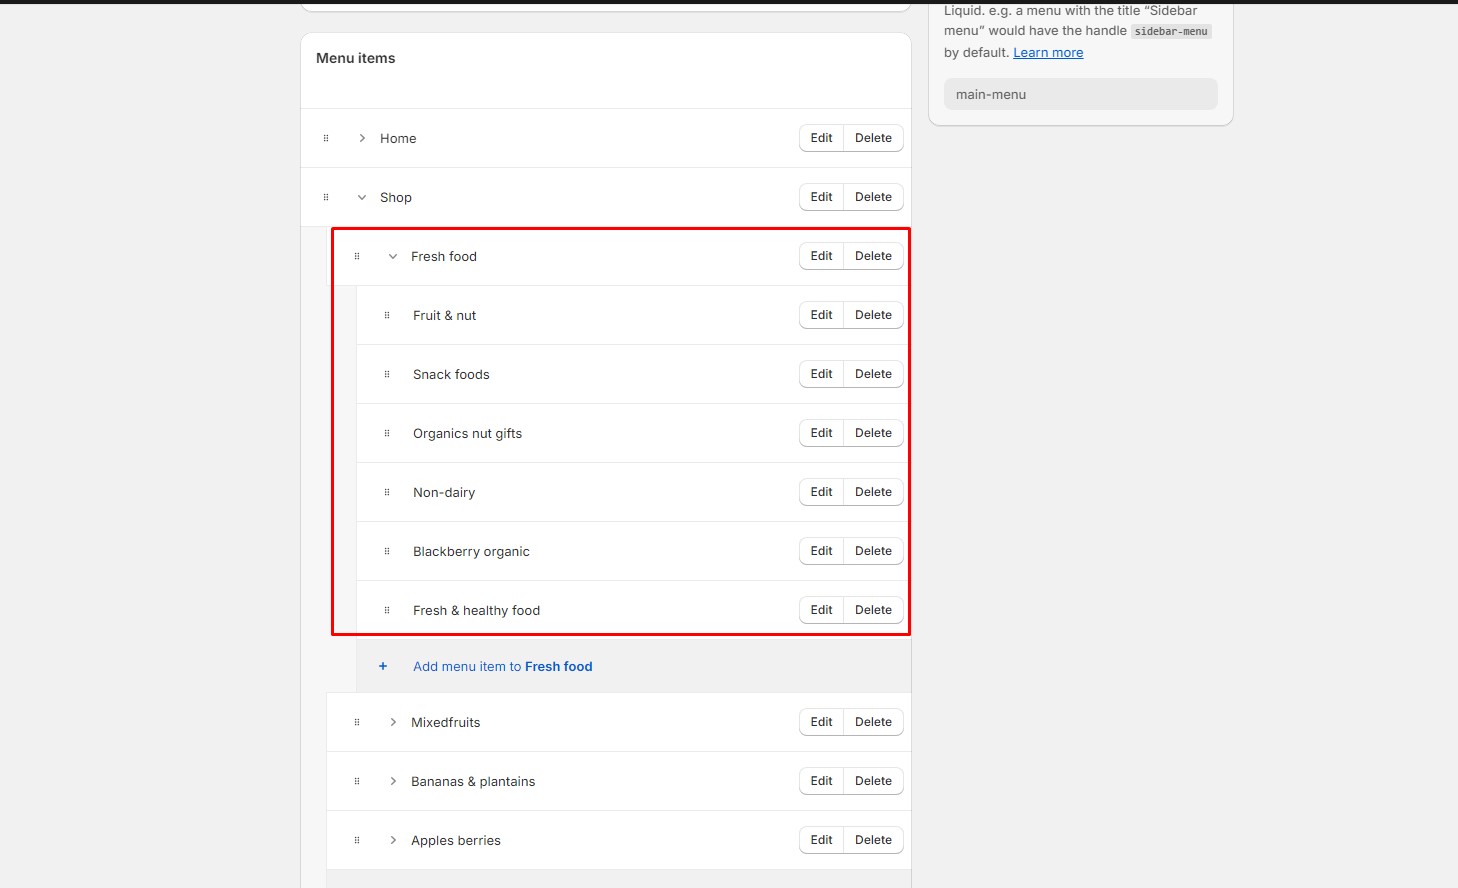 Liquid. e.g. a menu with the title “Sidebar
menu” would have the handle sidebar-menu
by default. Learn more
main-menu
Menu items
Home Edit Delete
Shop Edit Delete
Fresh food Edit Delete
Fruit & nut Edit Delete
Snack foods Edit Delete
Organics nut gifts Edit Delete
Non-dairy Edit Delete
Blackberry organic Edit Delete
Fresh & healthy food Edit Delete
+ Add menu item to Fresh food
Mixedfruits Edit Delete
Bananas & plantains Edit Delete
Apples berries Edit Delete